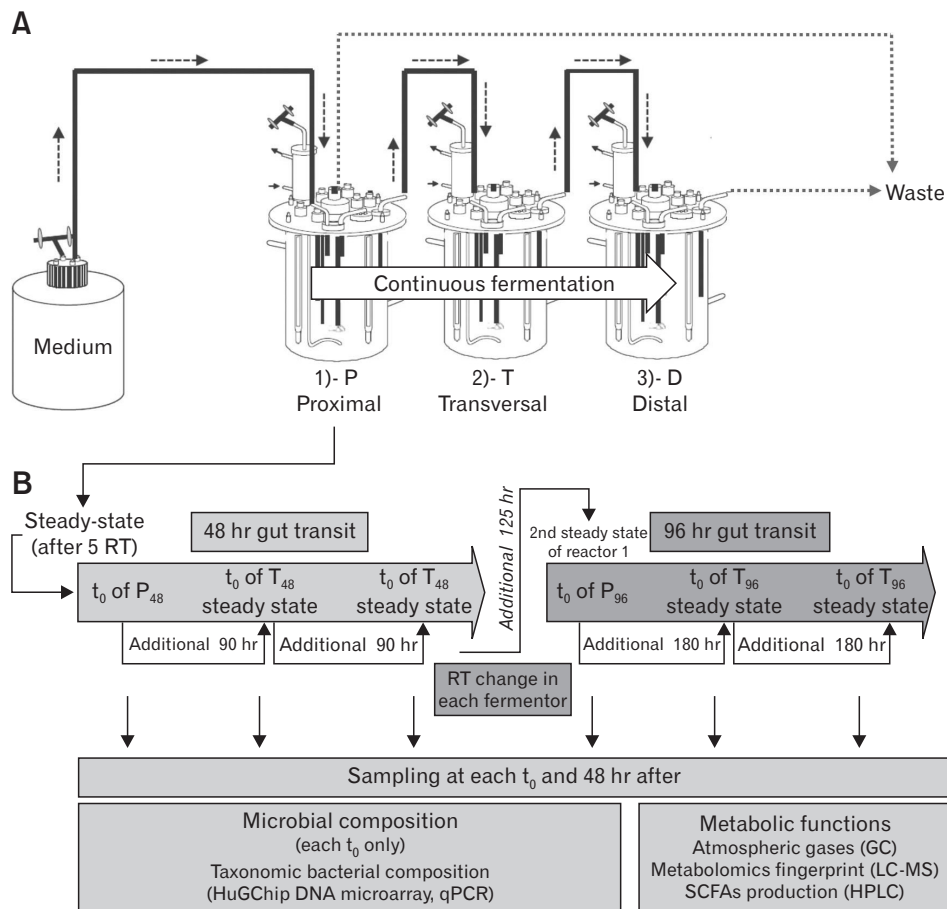 A
Waste
Continuous fermentation
Medium
1)- P
Proximal
2)- T
Transversal
3)- D
Distal
B
Steady-state
(after 5 RT)
48 hr gut transit
t₀ of P₄₈
t₀ of T₄₈
steady state
t₀ of T₄₈
steady state
Additional 90 hr
Additional 90 hr
Additional 125 hr
RT change in
each fermentor
2nd steady state
of reactor 1
96 hr gut transit
t₀ of P₉₆
t₀ of T₉₆
steady state
t₀ of T₉₆
steady state
Additional 180 hr
Additional 180 hr
Sampling at each t₀ and 48 hr after
Microbial composition
(each t₀ only)
Taxonomic bacterial composition
(HuGChip DNA microarray, qPCR)
Metabolic functions
Atmospheric gases (GC)
Metabolomics fingerprint (LC-MS)
SCFAs production (HPLC)